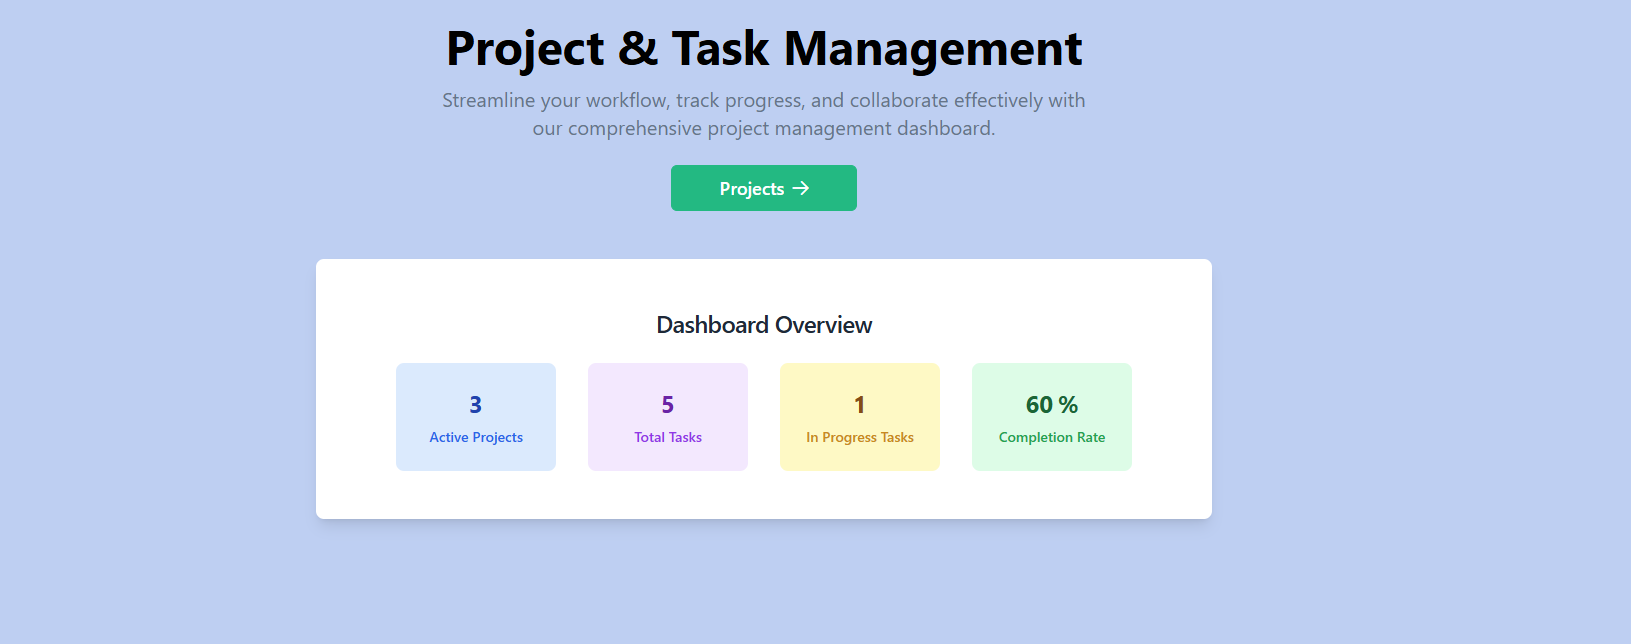 Project & Task Management
Streamline your workflow, track progress, and collaborate effectively with
our comprehensive project management dashboard.
Projects →
Dashboard Overview
3
Active Projects
5
Total Tasks
1
In Progress Tasks
60 %
Completion Rate